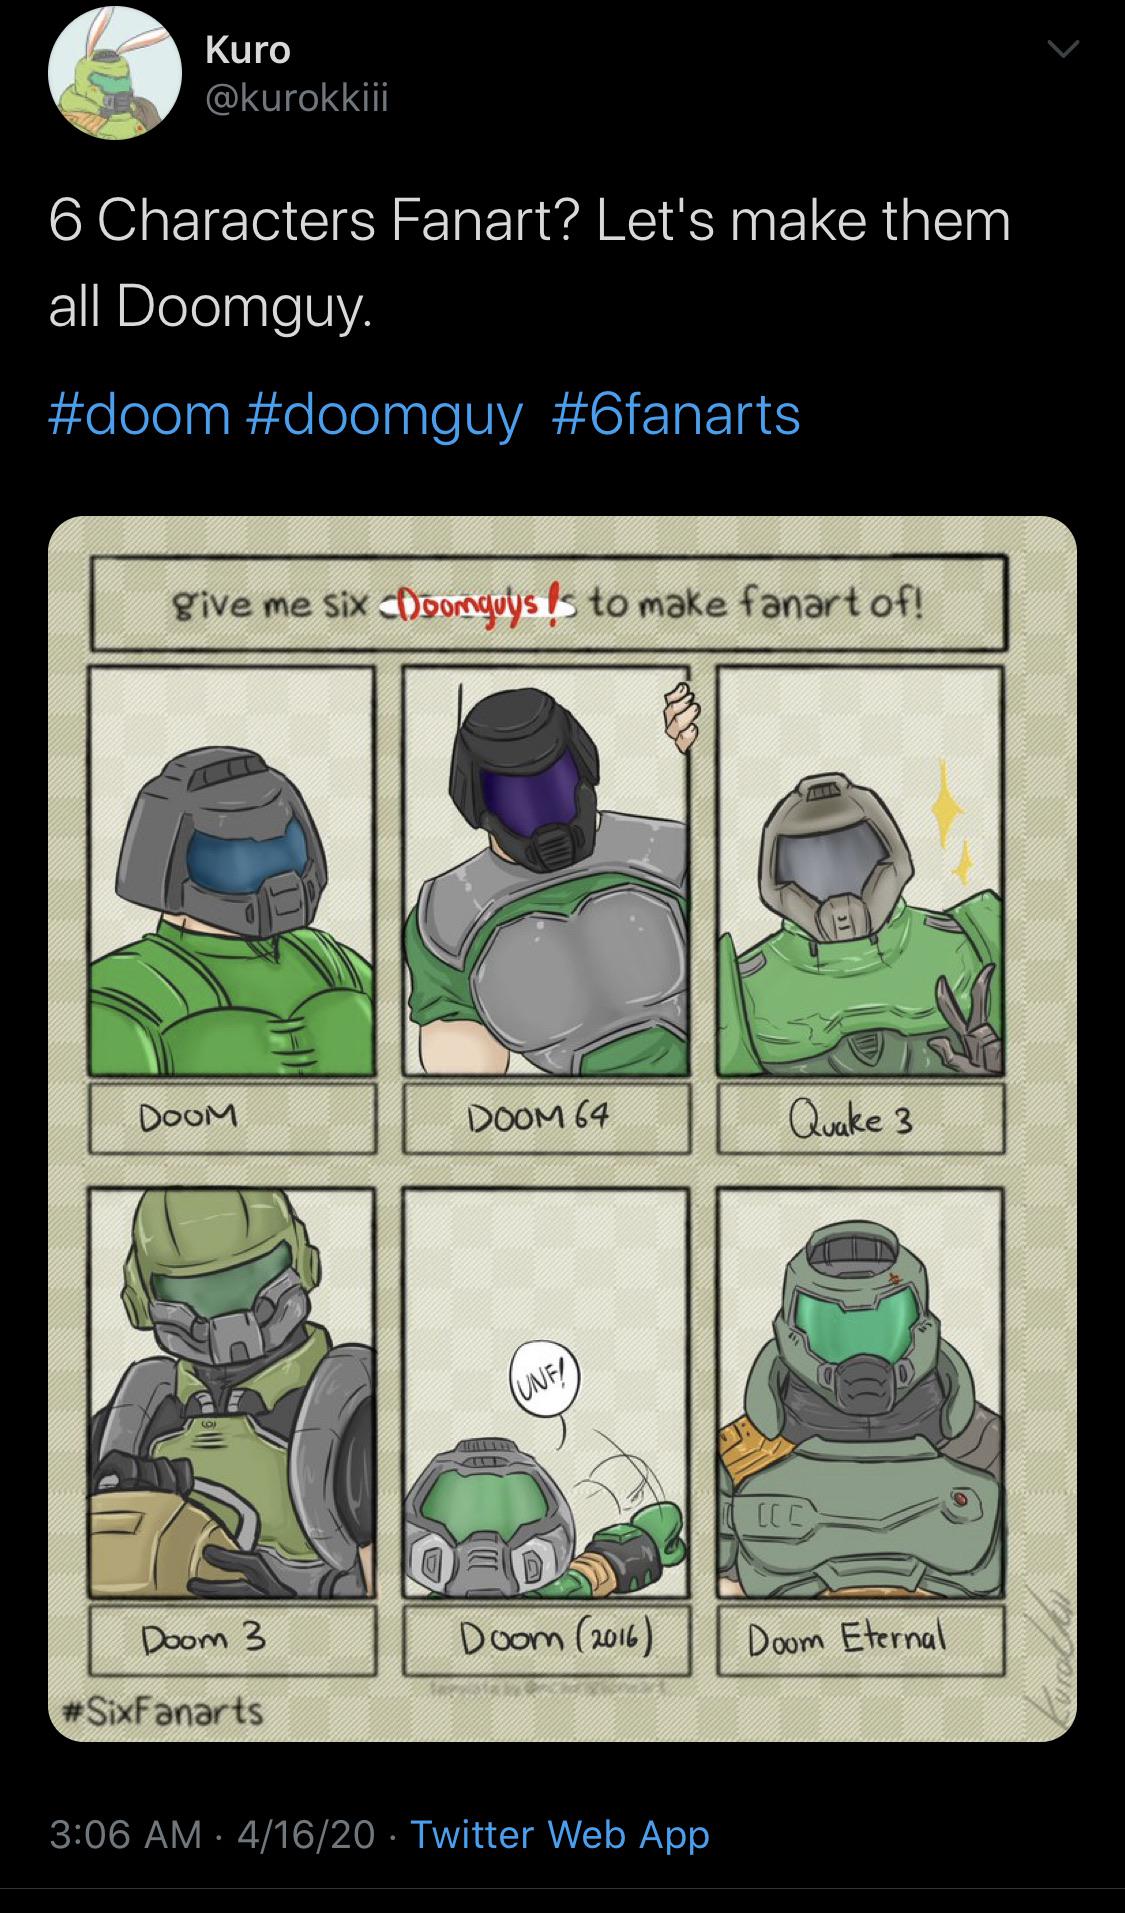 Kuro
@kurokkiii
6 Characters Fanart? Let's make them
all Doomguy.
#doom #doomguy #6fanarts
give me six Doomguys! to make fanart of!
DOOM
DOOM 64
Quake 3
UNF!
Doom 3
Doom (2016)
Doom Eternal
#SixFanarts
3:06 AM · 4/16/20 · Twitter Web App